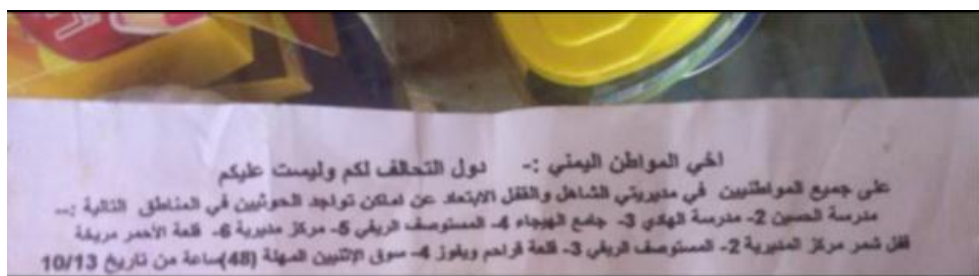 اخي المواطن اليمني :- دول التحالف لكم وليست عليكم
على جميع المواطنين في مديريتي الشاهل والقفل الابتعاد عن اماكن تواجد الحوثيين في المناطق التالية :--
مدرسة الحسين 2- مدرسة الهادي 3- جامع الهيجاء 4- المستوصف الريفي 5- مركز مديرية 6- قلعة الأحمر مريخة
قفل شمر مركز المديرية 2- المستوصف الريفي 3- قلعة قراحم ويفوز 4- سوق الإثنين المهلة (48)ساعة من تاريخ 10/13